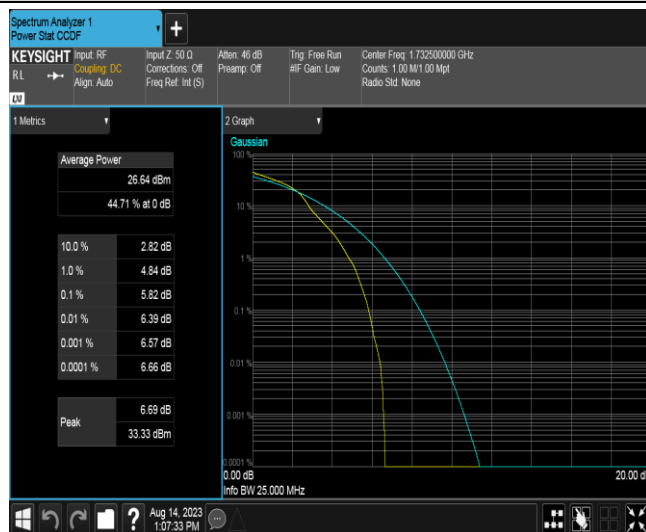 Spectrum Analyzer 1
Power Stat CCDF
+
KEYSIGHT
RL
LXI
Input: RF
Coupling: DC
Align: Auto
Input Z: 50 Ω
Corrections: Off
Freq Ref: Int (S)
Atten: 46 dB
Preamp: Off
Trig: Free Run
#IF Gain: Low
Center Freq: 1.732500000 GHz
Counts: 1.00 M/1.00 Mpt
Radio Std: None
1 Metrics
Average Power
26.64 dBm
44.71 % at 0 dB
10.0 % 2.82 dB
1.0 % 4.84 dB
0.1 % 5.82 dB
0.01 % 6.39 dB
0.001 % 6.57 dB
0.0001 % 6.66 dB
Peak
6.69 dB
33.33 dBm
2 Graph
Gaussian
100 %
10 %
1 %
0.1 %
0.01 %
0.001 %
0.0001 %
0.00 dB
20.00 d
Info BW 25.000 MHz
?
Aug 14, 2023
1:07:33 PM